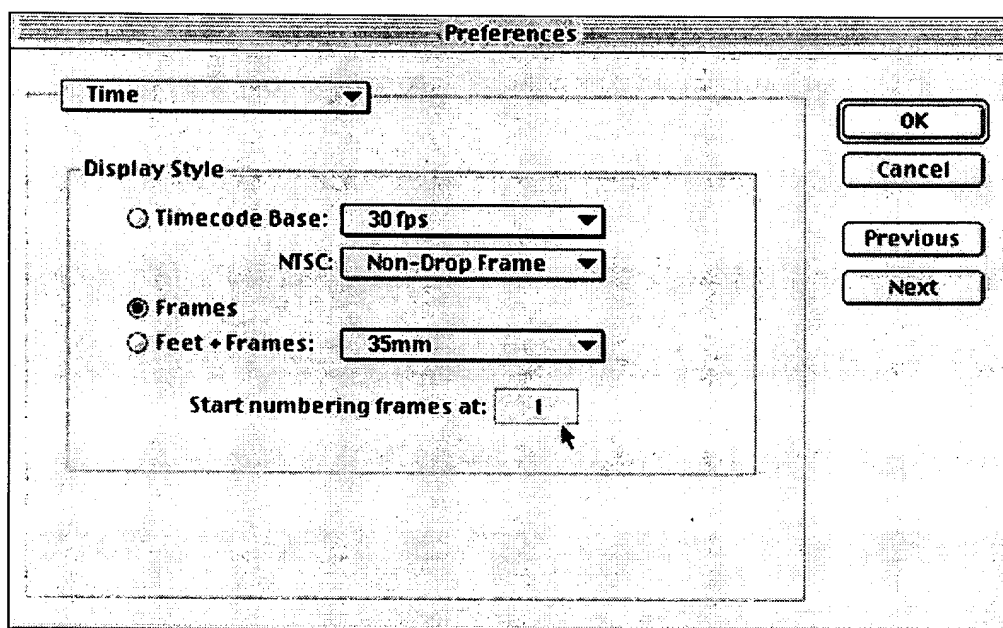 Preferences
Time
OK
Cancel
Previous
Next
Display Style
Timecode Base: 30 fps
NTSC: Non-Drop Frame
Frames
Feet + Frames: 35mm
Start numbering frames at: 1